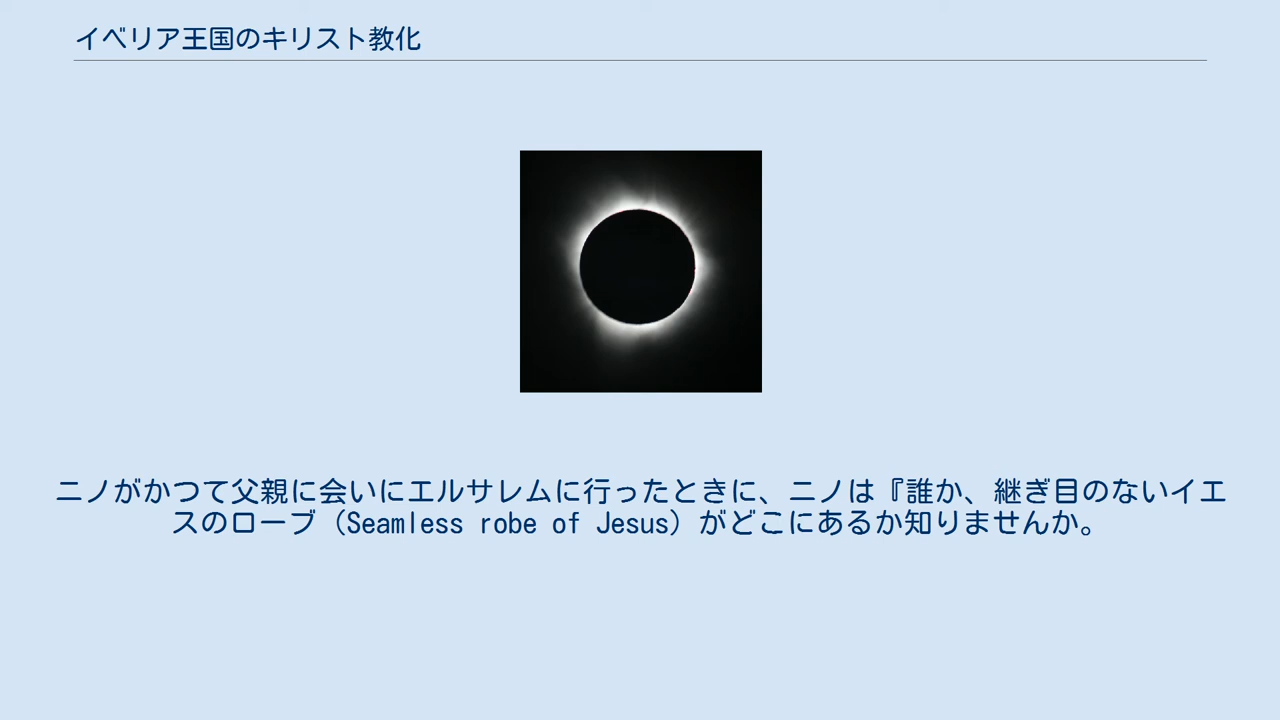 イベリア王国のキリスト教化
ニノがかつて父親に会いにエルサレムに行ったときに、ニノは『誰か、継ぎ目のないイエ
スのローブ（Seamless robe of Jesus）がどこにあるか知りませんか。